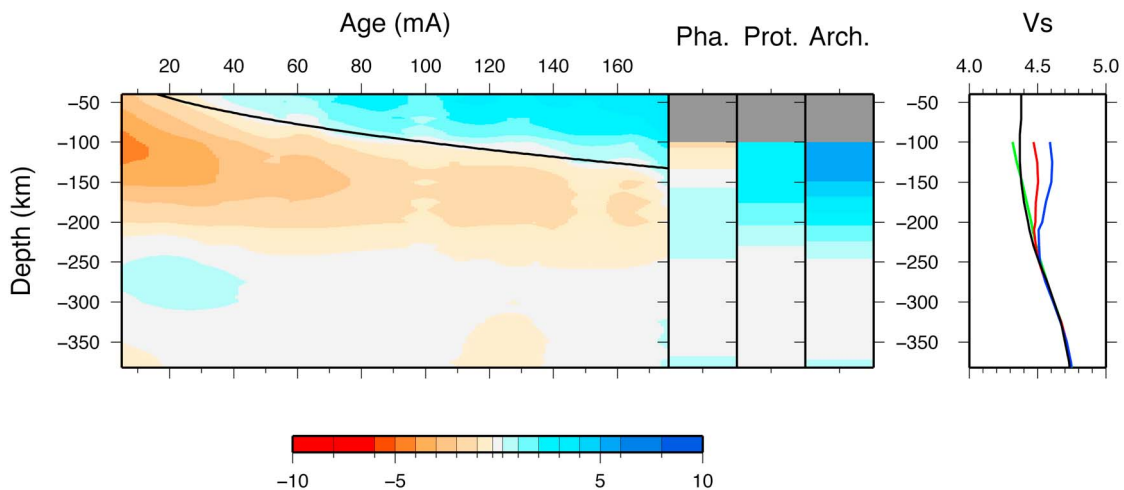 Age (mA)
Pha. Prot. Arch.
Vs
20 40 60 80 100 120 140 160
4.0 4.5 5.0
Depth (km)
−50 −50
−100 −100
−150 −150
−200 −200
−250 −250
−300 −300
−350 −350
−10 −5 5 10